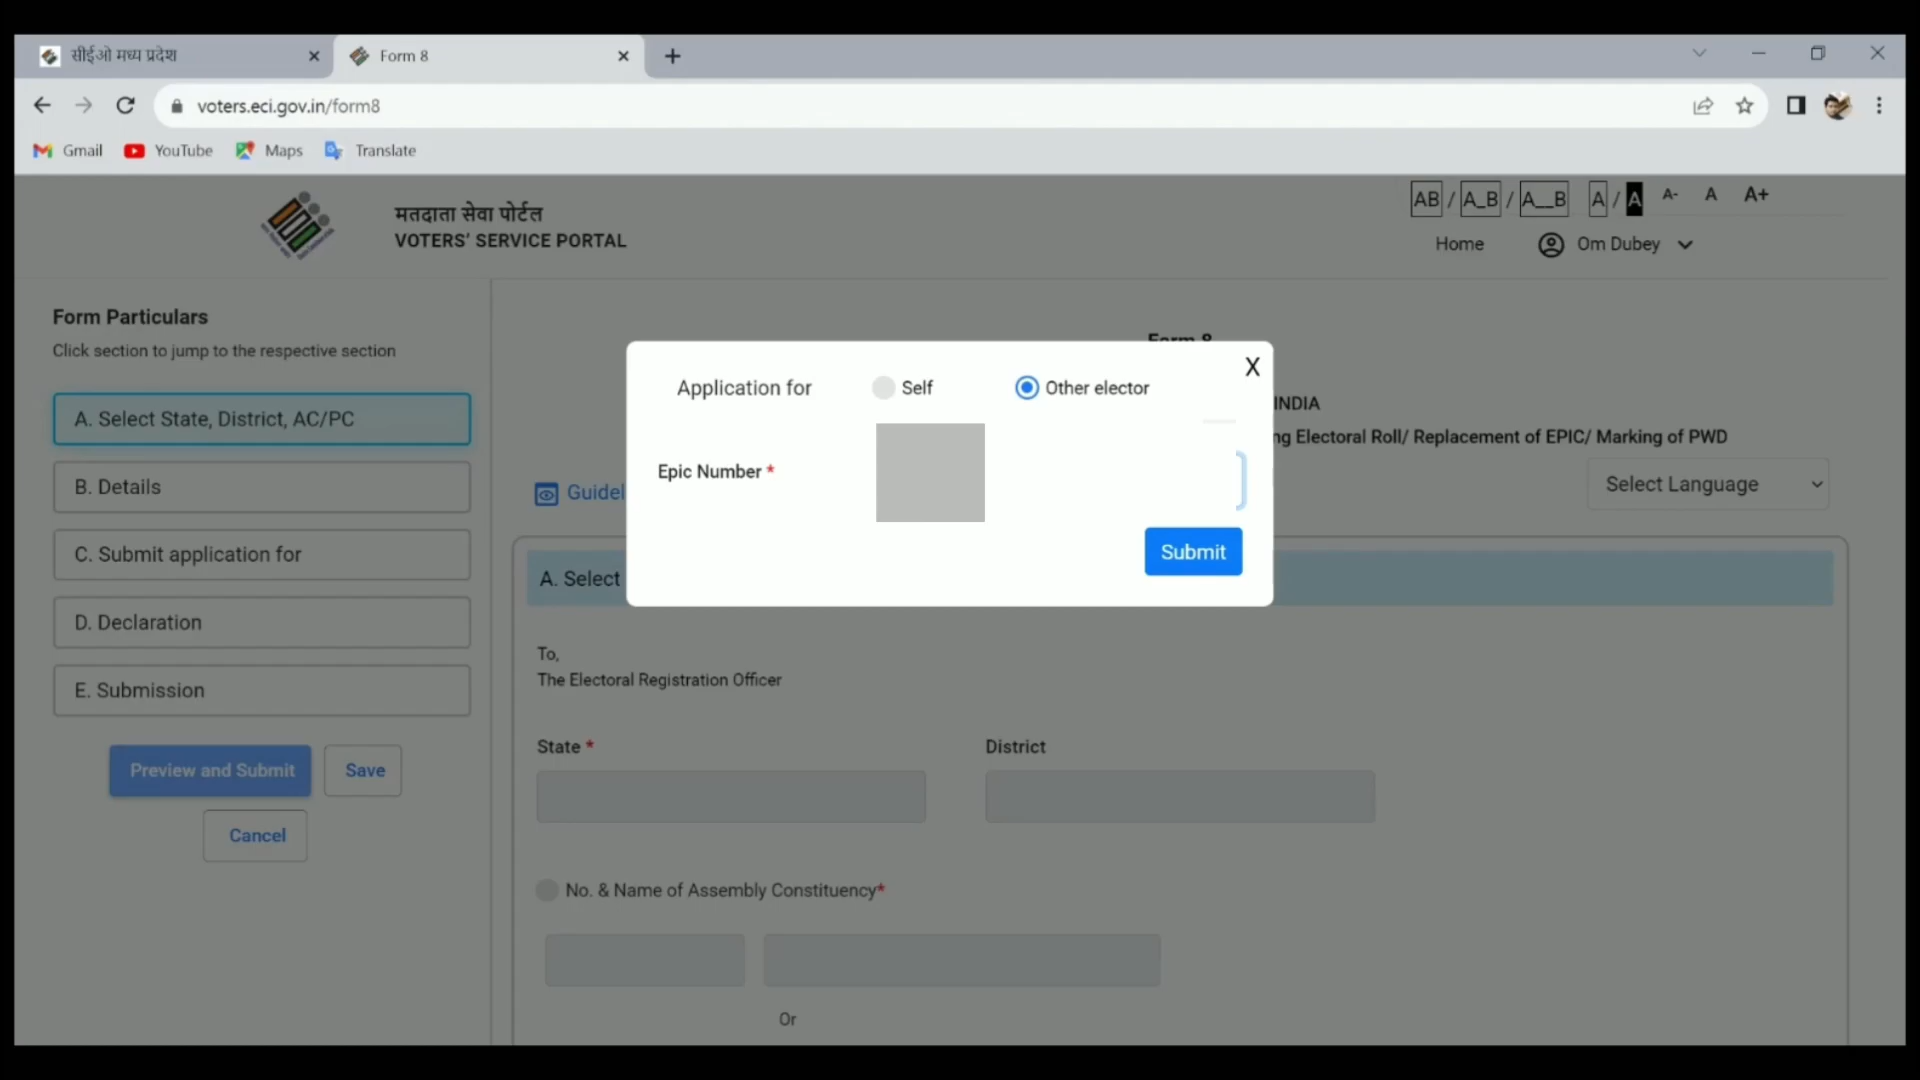 सीईओ मध्य प्रदेश
Form 8
voters.eci.gov.in/form8
Gmail YouTube Maps Translate
AB / A_B / A__B A / A A- A A+
मतदाता सेवा पोर्टल
VOTERS' SERVICE PORTAL
Home Om Dubey
Form Particulars
Click section to jump to the respective section
A. Select State, District, AC/PC
B. Details
C. Submit application for
D. Declaration
E. Submission
Preview and Submit Save
Cancel
Form 8
X
Application for Self Other elector
INDIA
ng Electoral Roll/ Replacement of EPIC/ Marking of PWD
Epic Number *
Guidel
Select Language
Submit
A. Select
To,
The Electoral Registration Officer
State * District
No. & Name of Assembly Constituency*
Or